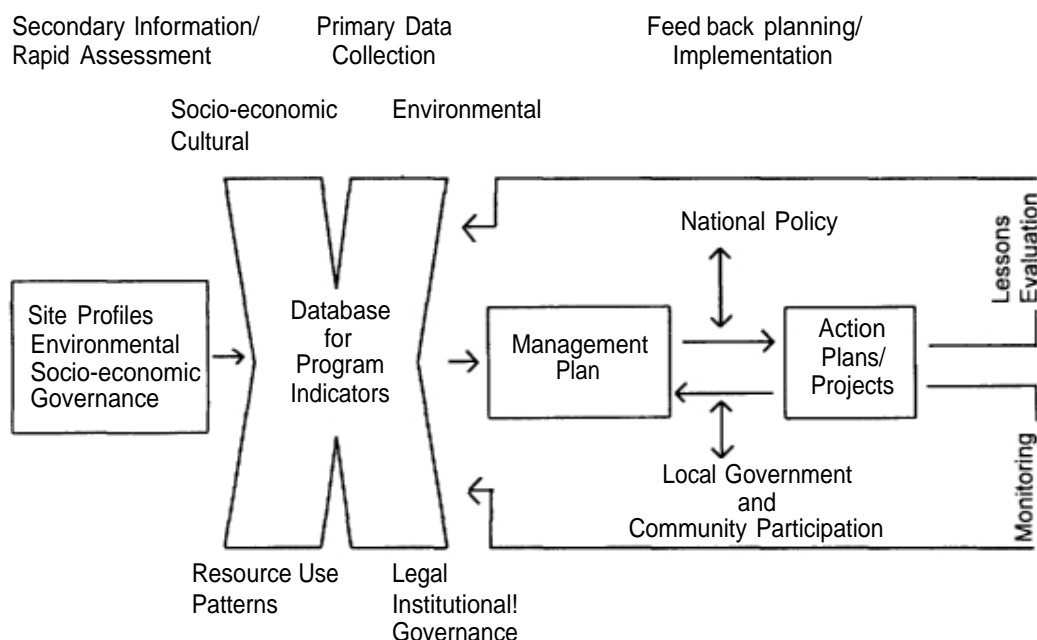 Secondary Information/
Rapid Assessment
Primary Data
Collection
Feed back planning/
Implementation
Socio-economic
Cultural
Environmental
Site Profiles
Environmental
Socio-economic
Governance
Database
for
Program
Indicators
Management
Plan
National Policy
Action
Plans/
Projects
Local Government
and
Community Participation
Lessons
Evaluation
Monitoring
Resource Use
Patterns
Legal
Institutional!
Governance